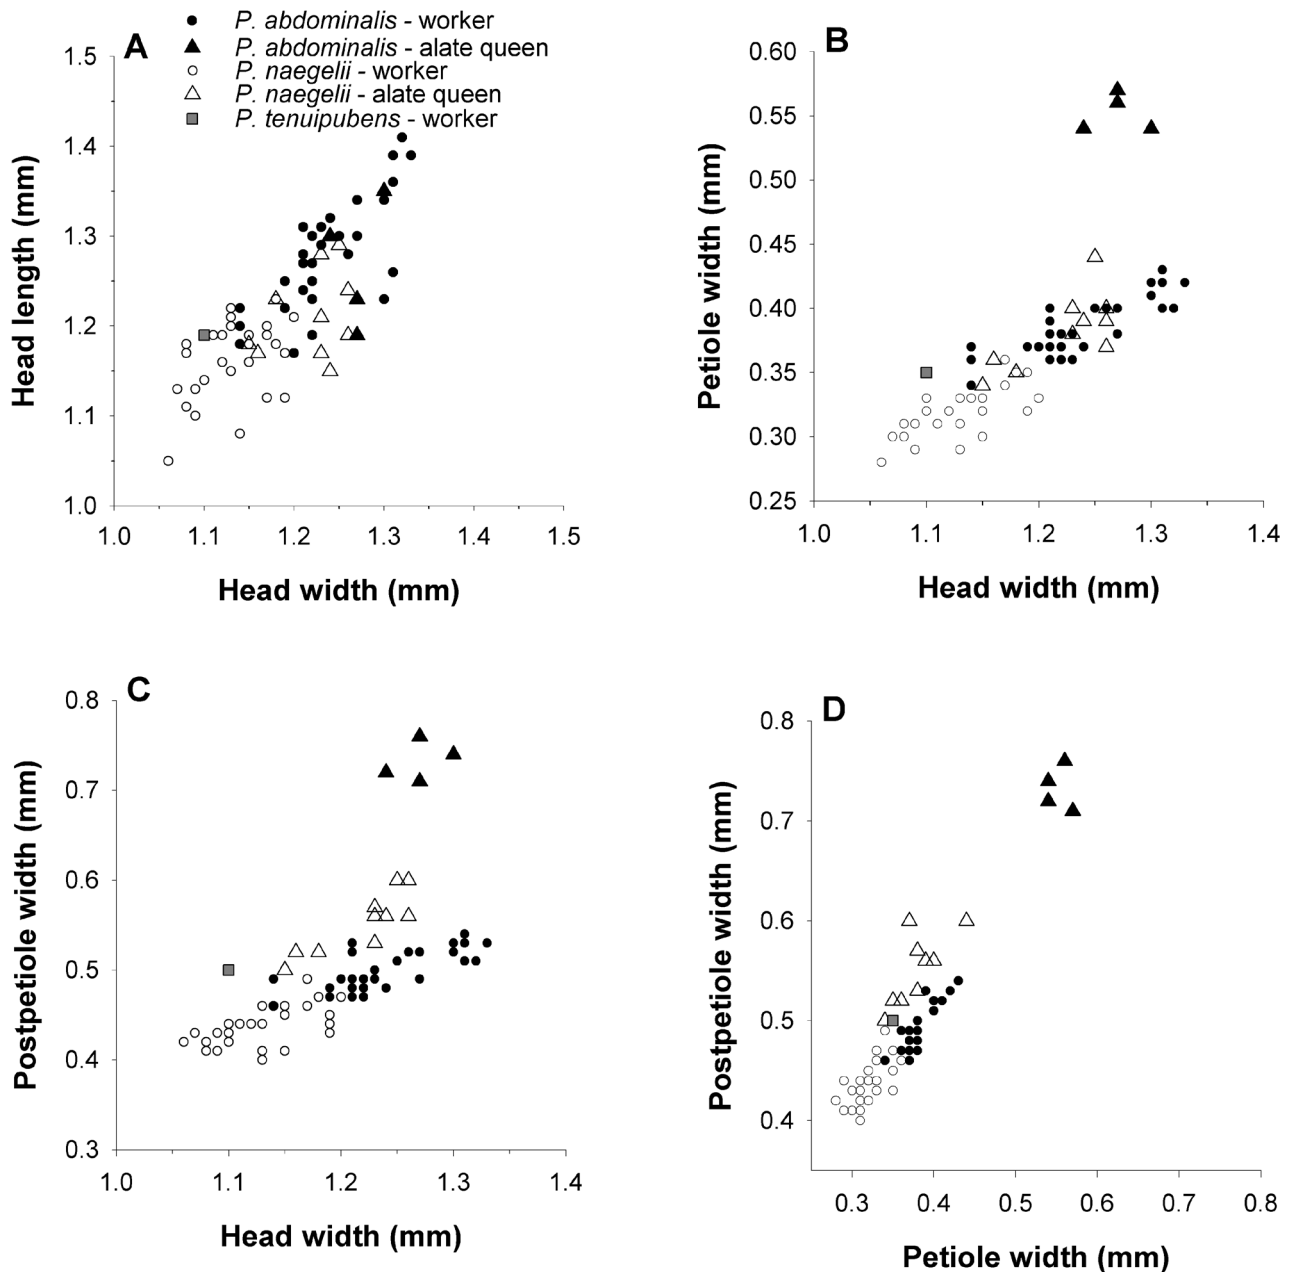 A
P. abdominalis - worker
P. abdominalis - alate queen
P. naegelii - worker
P. naegelii - alate queen
P. tenuipubens - worker
1.5
1.4
1.3
1.2
1.1
1.0
Head length (mm)
1.0 1.1 1.2 1.3 1.4 1.5
Head width (mm)
B
0.60
0.55
0.50
0.45
0.40
0.35
0.30
0.25
Petiole width (mm)
1.0 1.1 1.2 1.3 1.4
Head width (mm)
C
0.8
0.7
0.6
0.5
0.4
0.3
Postpetiole width (mm)
1.0 1.1 1.2 1.3 1.4
Head width (mm)
D
0.8
0.7
0.6
0.5
0.4
Postpetiole width (mm)
0.3 0.4 0.5 0.6 0.7 0.8
Petiole width (mm)